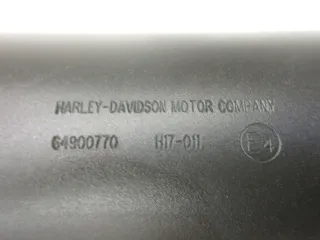 HARLEY-DAVIDSON MOTOR COMPANY
64900770 H17-011 E4